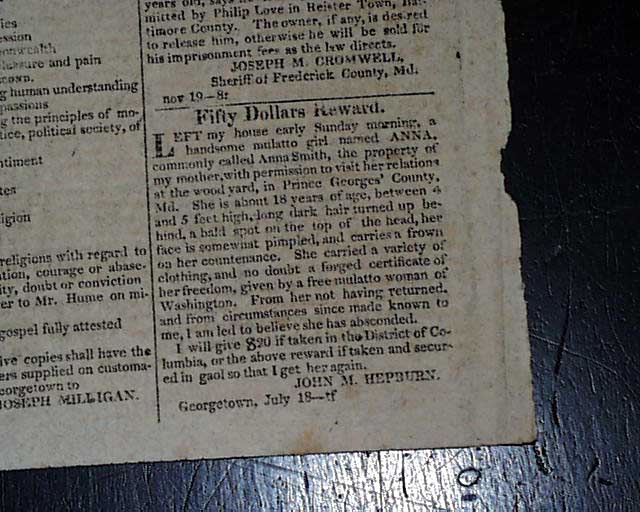 ies
ession
onwealth
pleasure and pain
g human understanding
passions
g the principles of mo-
tice, political society, of
ntiment
tes
igion
religions with regard to
tion, courage or abase-
ity, doubt or conviction
er to Mr. Hume on mi-
gospel fully attested
ive copies shall have the
ers supplied on customa-
eorgetown to
JOSEPH MILLIGAN.
years old, says he
mitted by Philip Love in Reister Town, Bal-
timore County. The owner, if any, is desired
to release him, otherwise he will be sold for
his imprisonment fees as the law directs.
JOSEPH M. CROMWELL,
Sheriff of Frederick County, Md.
nov 19—8t
Fifty Dollars Reward.
LEFT my house early Sunday morning, a
handsome mulatto girl named ANNA,
commonly called Anna Smith, the property of
my mother, with permission to visit her relations
at the wood yard, in Prince Georges' County,
Md. She is about 18 years of age, between 4
and 5 feet high, long dark hair turned up be-
hind, a bald spot on the top of the head, her
face is somewhat pimpled, and carries a frown
on her countenance. She carried a variety of
clothing, and no doubt a forged certificate of
her freedom, given by a free mulatto woman of
Washington. From her not having returned,
and from circumstances since made known to
me, I am led to believe she has absconded.
I will give $20 if taken in the District of Co-
lumbia, or the above reward if taken and secur-
ed in gaol so that I get her again.
JOHN M. HEPBURN.
Georgetown, July 18—tf